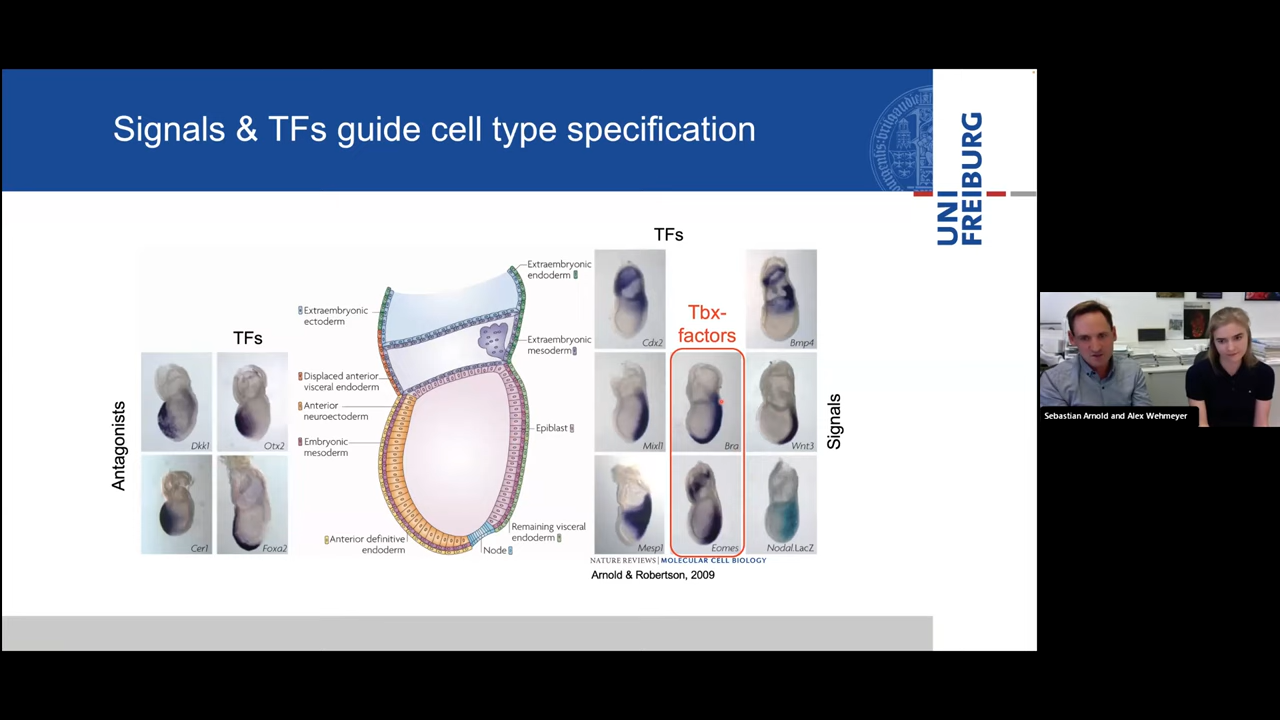 Signals & TFs guide cell type specification
UNI
FREIBURG
TFs
Antagonists
Dkk1
Otx2
Cer1
Foxa2
Extraembryonic
ectoderm
Displaced anterior
visceral endoderm
Anterior
neuroectoderm
Embryonic
mesoderm
Anterior definitive
endoderm
Extraembryonic
endoderm
Extraembryonic
mesoderm
Epiblast
Remaining visceral
endoderm
Node
TFs
Tbx-
factors
Cdx2
Bmp4
Mixl1
Bra
Wnt3
Mesp1
Eomes
Nodal.LacZ
Signals
NATURE REVIEWS | MOLECULAR CELL BIOLOGY
Arnold & Robertson, 2009
Sebastian Arnold and Alex Wehmeyer